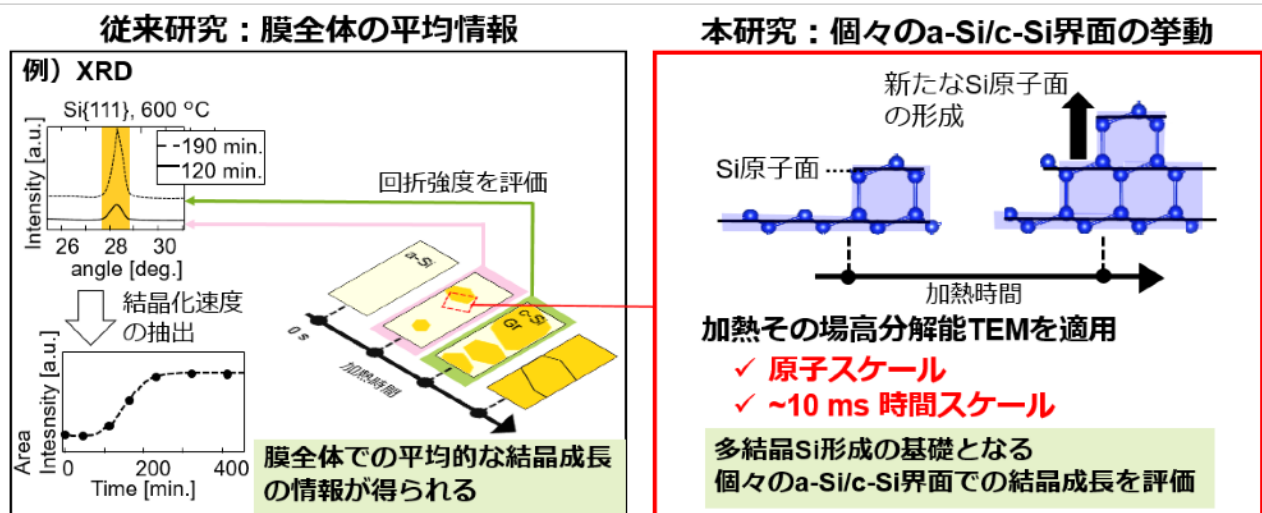 従来研究：膜全体の平均情報
例）XRD
Si{111}, 600 ℃
Intensity [a.u.]
190 min.
120 min.
26 28 30
angle [deg.]
結晶化速度
の抽出
Area
Intesnsity [a.u.]
0 200 400
Time [min.]
回折強度を評価
a-Si
c-Si
Gr
0 s
加熱時間
膜全体での平均的な結晶成長
の情報が得られる
本研究：個々のa-Si/c-Si界面の挙動
新たなSi原子面
の形成
Si原子面
加熱時間
加熱その場高分解能TEMを適用
✓ 原子スケール
✓ ~10 ms 時間スケール
多結晶Si形成の基礎となる
個々のa-Si/c-Si界面での結晶成長を評価